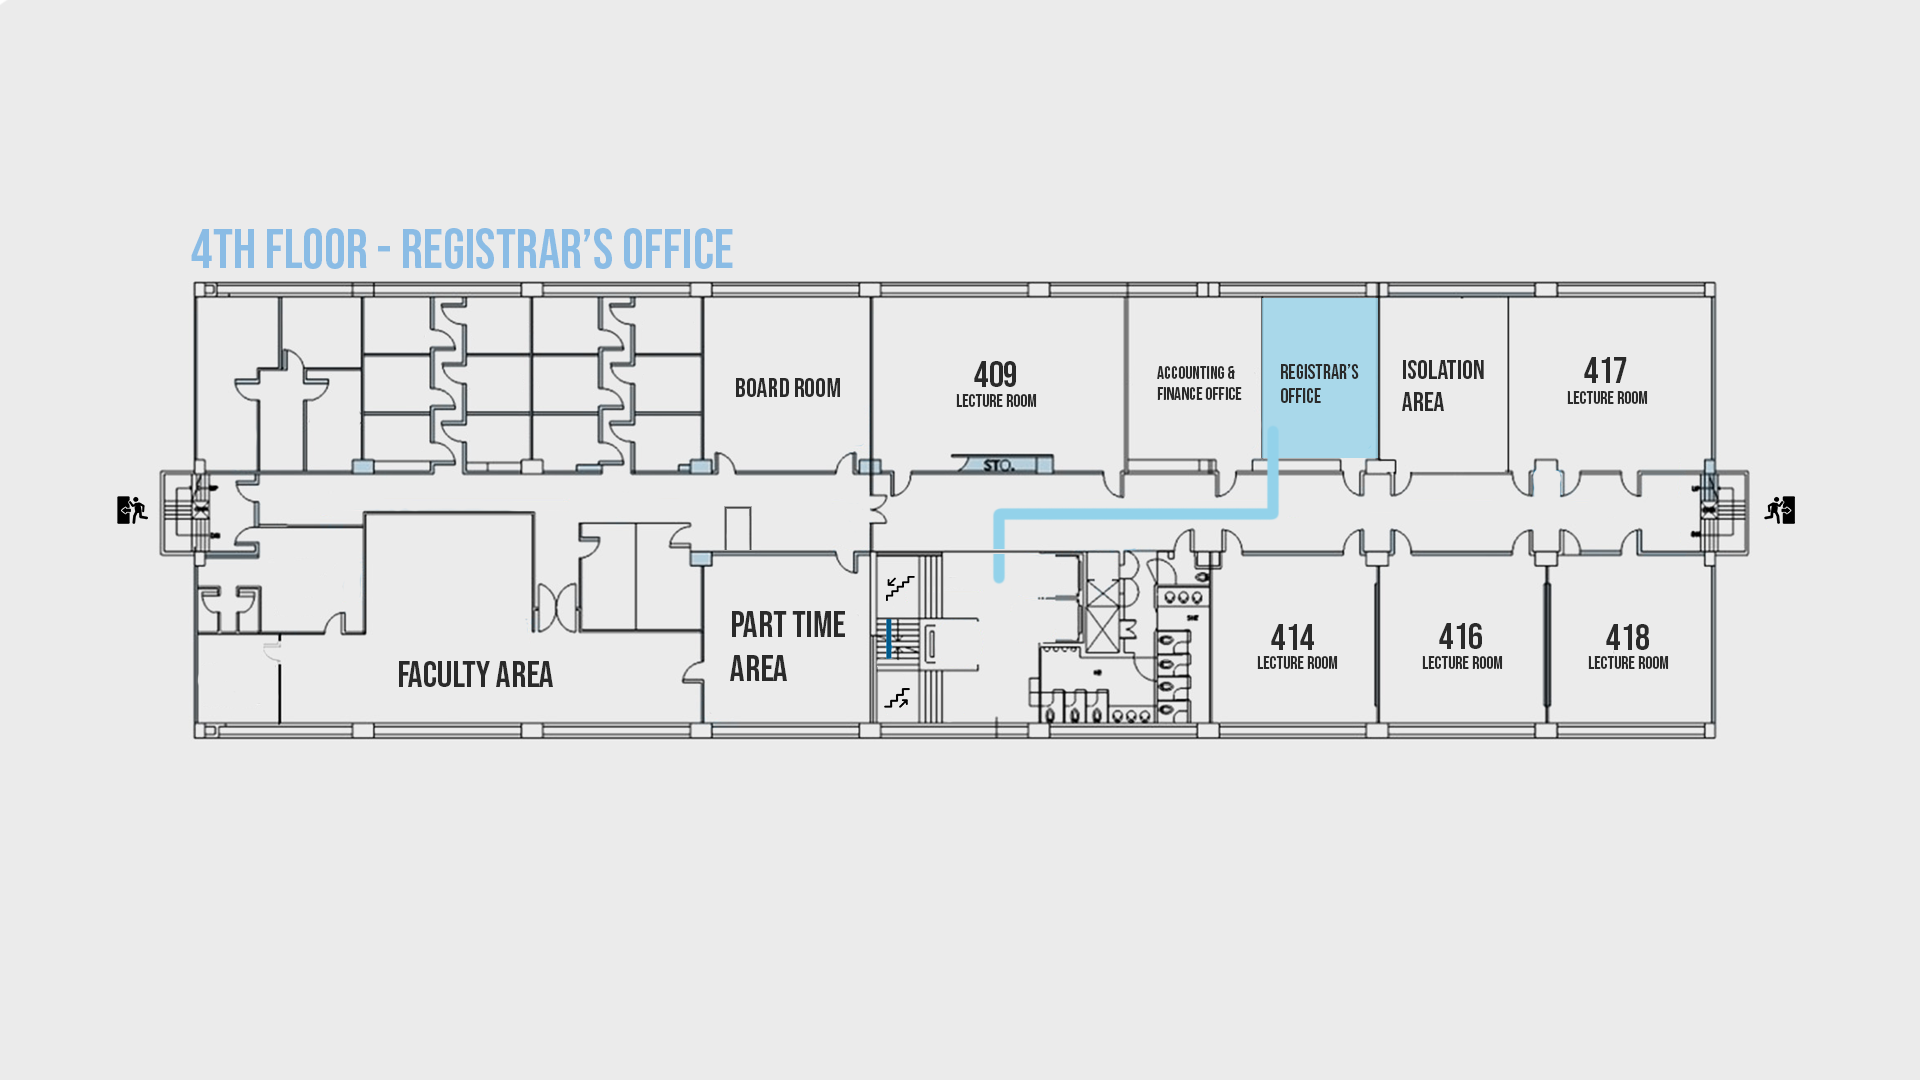 4TH FLOOR - REGISTRAR’S OFFICE
BOARD ROOM
409
LECTURE ROOM
STO.
ACCOUNTING &
FINANCE OFFICE
REGISTRAR’S
OFFICE
ISOLATION
AREA
417
LECTURE ROOM
FACULTY AREA
PART TIME
AREA
414
LECTURE ROOM
416
LECTURE ROOM
418
LECTURE ROOM